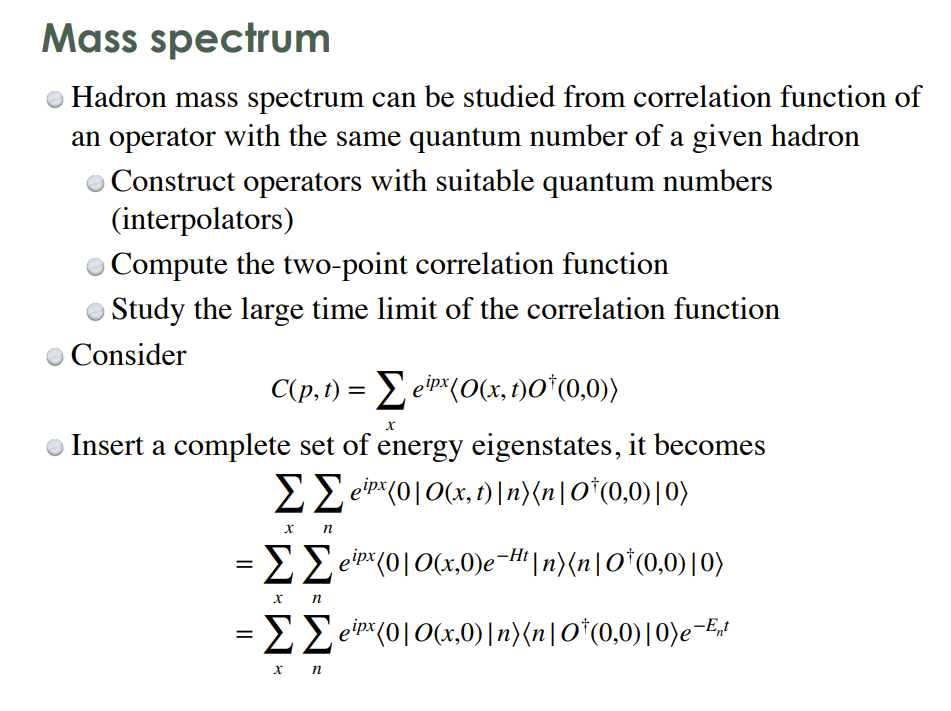 Mass spectrum
Hadron mass spectrum can be studied from correlation function of
an operator with the same quantum number of a given hadron
Construct operators with suitable quantum numbers
(interpolators)
Compute the two-point correlation function
Study the large time limit of the correlation function
Consider
C(p, t) = ∑ₓ e^{ipx}⟨O(x, t)O†(0,0)⟩
Insert a complete set of energy eigenstates, it becomes
∑ₓ ∑ₙ e^{ipx}⟨0|O(x, t)|n⟩⟨n|O†(0,0)|0⟩
= ∑ₓ ∑ₙ e^{ipx}⟨0|O(x,0)e^{−Ht}|n⟩⟨n|O†(0,0)|0⟩
= ∑ₓ ∑ₙ e^{ipx}⟨0|O(x,0)|n⟩⟨n|O†(0,0)|0⟩e^{−Eₙt}